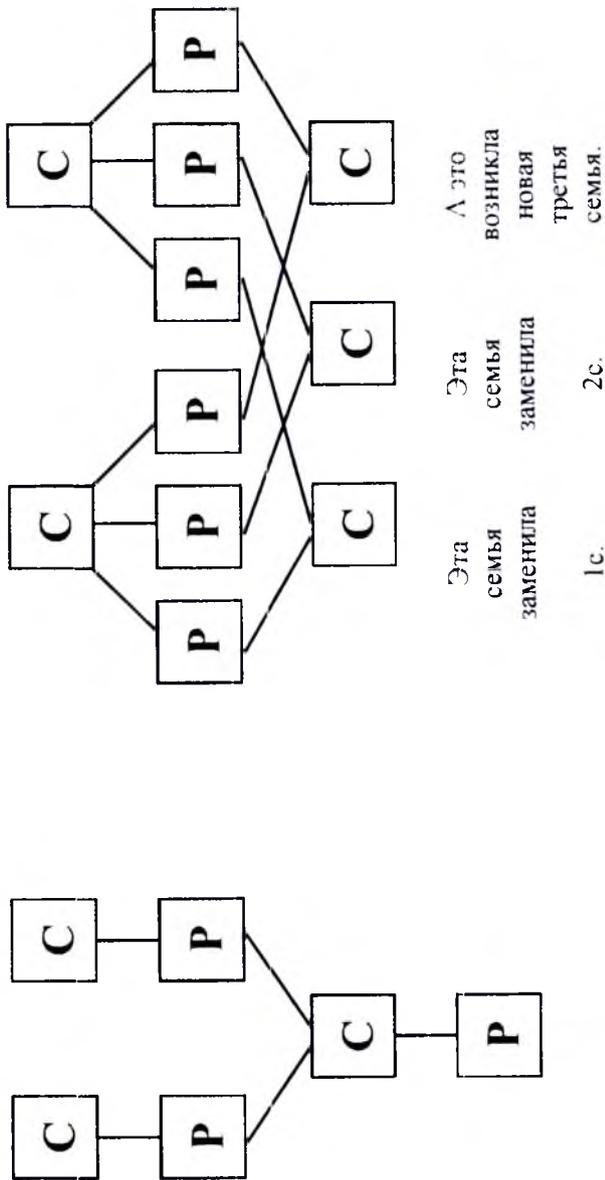 С С
Р Р
С
Р
С С
Р Р Р Р Р Р
С С С
Эта
семья
заменила
1с.
Эта
семья
заменила
2с.
А это
возникла
новая
третья
семья.